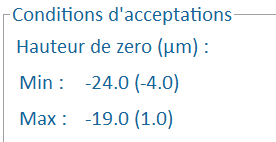 Conditions d'acceptations
Hauteur de zero (µm) :
Min : -24.0 (-4.0)
Max : -19.0 (1.0)